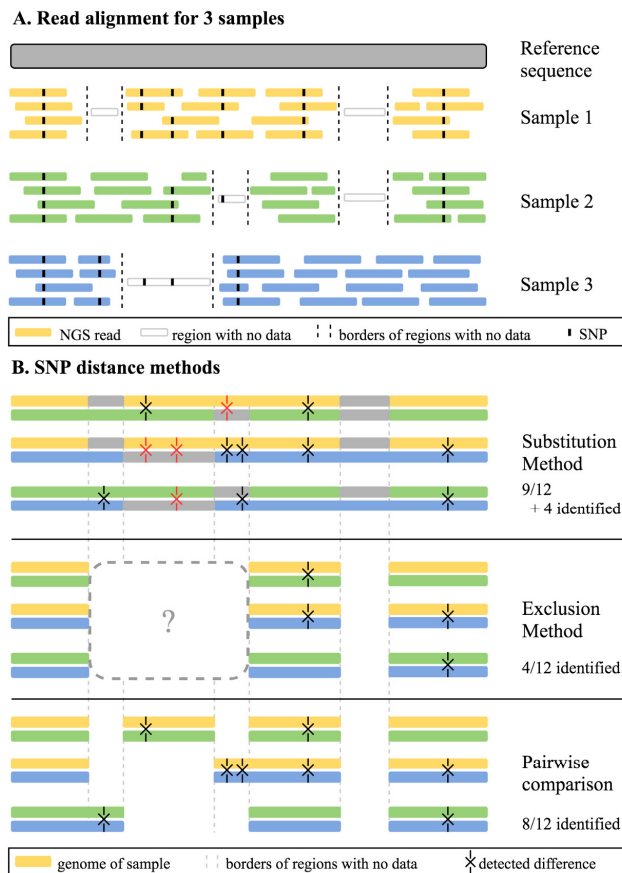 A. Read alignment for 3 samples
Reference
sequence
Sample 1
Sample 2
Sample 3
NGS read
region with no data
borders of regions with no data
SNP
B. SNP distance methods
Substitution
Method
9/12
+ 4 identified
?
Exclusion
Method
4/12 identified
Pairwise
comparison
8/12 identified
genome of sample
borders of regions with no data
detected difference